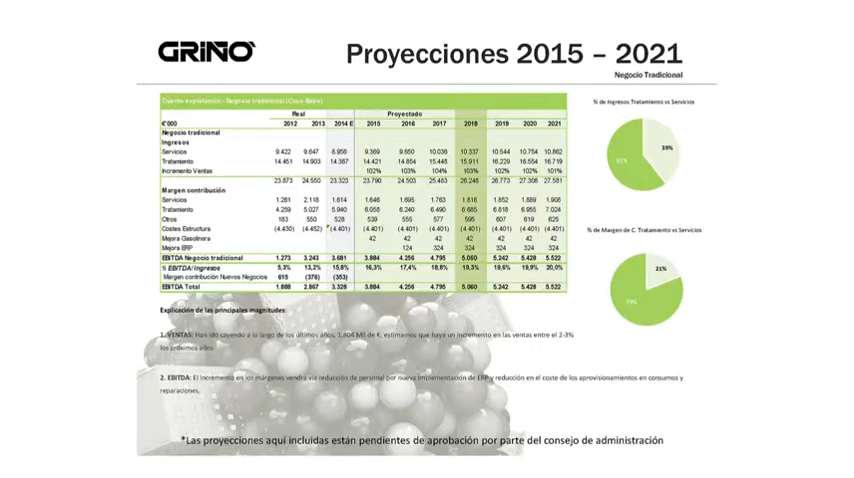 GRIÑO
Proyecciones 2015 – 2021
Negocio Tradicional
Cuenta explotación - Negocio tradicional (Caso Base)
Real Proyectado
€'000 2012 2013 2014 E 2015 2016 2017 2018 2019 2020 2021
Negocio tradicional
Ingresos
Servicios 9.422 9.647 8.956 9.369 9.650 10.036 10.337 10.544 10.754 10.862
Tratamiento 14.451 14.903 14.367 14.421 14.854 15.448 15.911 16.229 16.554 16.719
Incremento Ventas 102% 103% 104% 103% 102% 102% 101%
23.873 24.550 23.323 23.790 24.503 25.483 26.248 26.773 27.308 27.581
Margen contribución
Servicios 1.261 2.118 1.614 1.646 1.695 1.763 1.816 1.852 1.889 1.908
Tratamiento 4.259 5.027 5.940 6.058 6.240 6.490 6.685 6.818 6.955 7.024
Otros 183 550 528 539 555 577 595 607 619 625
Costes Estructura (4.430) (4.452) (4.401) (4.401) (4.401) (4.401) (4.401) (4.401) (4.401) (4.401)
Mejora Gasolinera 42 42 42 42 42 42 42
Mejora ERP 124 324 324 324 324 324
EBITDA Negocio tradicional 1.273 3.243 3.681 3.884 4.256 4.795 5.060 5.242 5.428 5.522
% EBITDA/Ingresos 5,3% 13,2% 15,8% 16,3% 17,4% 18,8% 19,3% 19,6% 19,9% 20,0%
Margen contribución Nuevos Negocios 615 (376) (353)
EBITDA Total 1.888 2.867 3.328 3.884 4.256 4.795 5.060 5.242 5.428 5.522
% de Ingresos Tratamiento vs Servicios
39%
61%
% de Margen de C. Tratamiento vs Servicios
21%
79%
Explicación de las principales magnitudes:
1. VENTAS: Han ido cayendo a lo largo de los últimos años, 1.804 Mil de €, estimamos que haya un incremento en las ventas entre el 2-3%
los próximos años.
2. EBITDA: El incremento en los márgenes vendrá via reducción de personal por nueva implementación de ERP y reducción en el coste de los aprovisionamientos en consumos y
reparaciones.
*Las proyecciones aquí incluidas están pendientes de aprobación por parte del consejo de administración